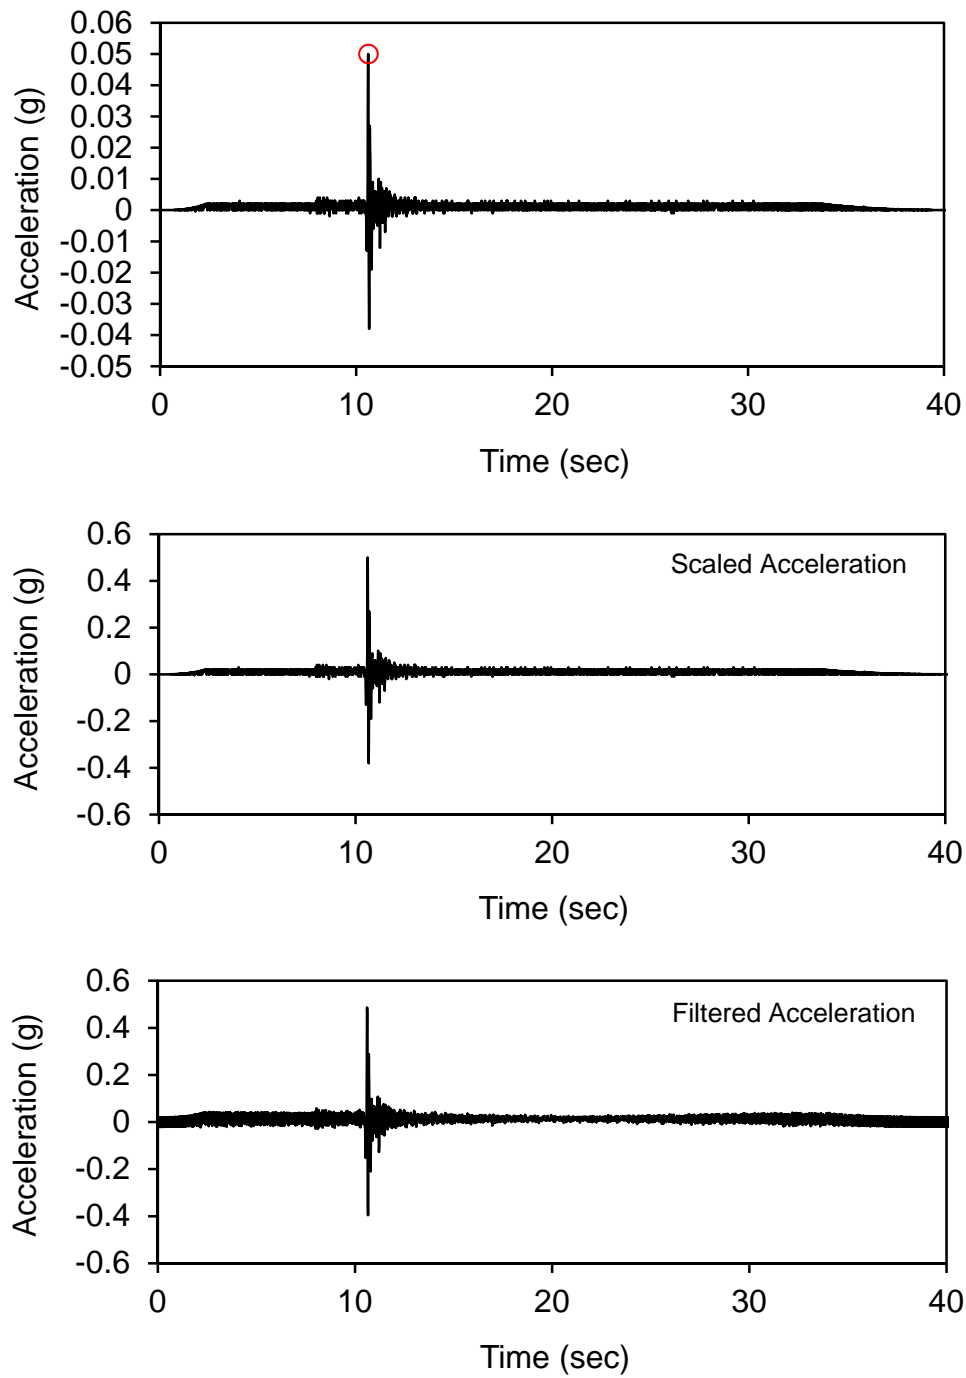 0.06
0.05
0.04
0.03
0.02
0.01
0
-0.01
-0.02
-0.03
-0.04
-0.05
Acceleration (g)
0 10 20 30 40
Time (sec)
0.6
0.4
0.2
0
-0.2
-0.4
-0.6
Acceleration (g)
Scaled Acceleration
0 10 20 30 40
Time (sec)
0.6
0.4
0.2
0
-0.2
-0.4
-0.6
Acceleration (g)
Filtered Acceleration
0 10 20 30 40
Time (sec)